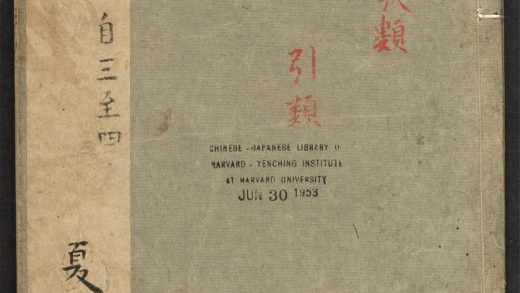 類
引類
自三至四
夏
CHINESE-JAPANESE LIBRARY O
HARVARD-YENCHING INSTITUTE
AT HARVARD UNIVERSITY
JUN 30 1953